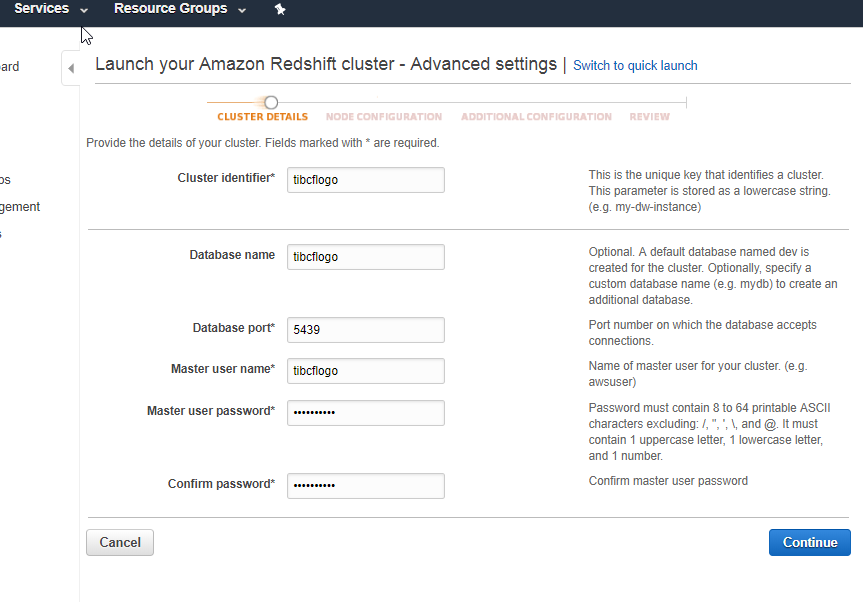 Services Resource Groups
ard
Launch your Amazon Redshift cluster - Advanced settings | Switch to quick launch
CLUSTER DETAILS NODE CONFIGURATION ADDITIONAL CONFIGURATION REVIEW
Provide the details of your cluster. Fields marked with * are required.
Cluster identifier* tibcflogo
This is the unique key that identifies a cluster.
This parameter is stored as a lowercase string.
(e.g. my-dw-instance)
os
gement
s
Database name tibcflogo
Optional. A default database named dev is
created for the cluster. Optionally, specify a
custom database name (e.g. mydb) to create an
additional database.
Database port* 5439
Port number on which the database accepts
connections.
Master user name* tibcflogo
Name of master user for your cluster. (e.g.
awsuser)
Master user password* ••••••••••
Password must contain 8 to 64 printable ASCII
characters excluding: /, ", ', \, and @. It must
contain 1 uppercase letter, 1 lowercase letter,
and 1 number.
Confirm password* ••••••••••
Confirm master user password
Cancel Continue